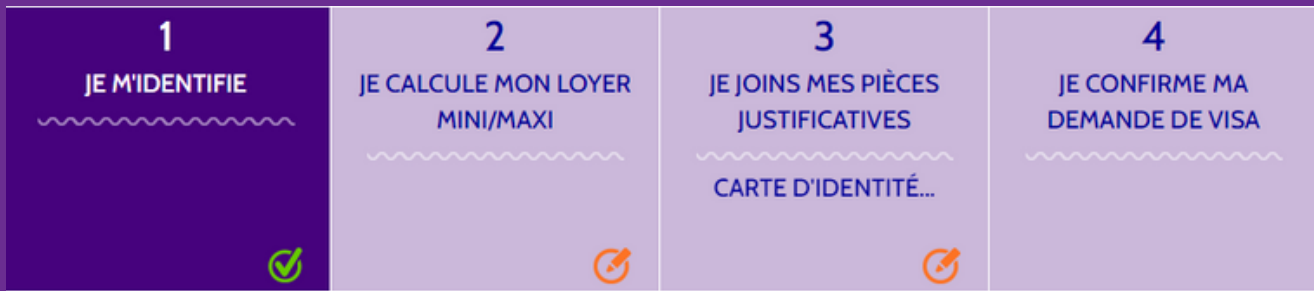 1
JE M'IDENTIFIE
2
JE CALCULE MON LOYER
MINI/MAXI
3
JE JOINS MES PIÈCES
JUSTIFICATIVES
CARTE D'IDENTITÉ...
4
JE CONFIRME MA
DEMANDE DE VISA